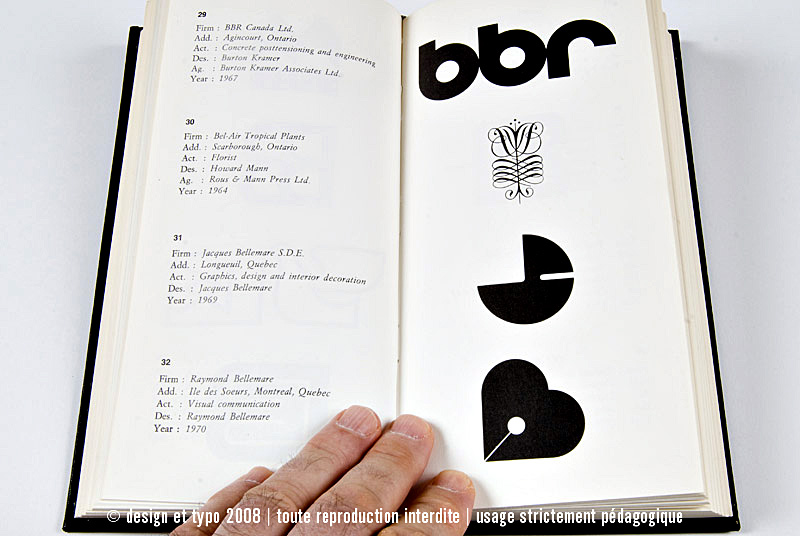 29
Firm : BBR Canada Ltd.
Add. : Agincourt, Ontario
Act. : Concrete posttensioning and engineering
Des. : Burton Kramer
Ag. : Burton Kramer Associates Ltd.
Year : 1967
30
Firm : Bel-Air Tropical Plants
Add. : Scarborough, Ontario
Act. : Florist
Des. : Howard Mann
Ag. : Rous & Mann Press Ltd.
Year : 1964
31
Firm : Jacques Bellemare S.D.E.
Add. : Longueuil, Quebec
Act. : Graphics, design and interior decoration
Des. : Jacques Bellemare
Year : 1969
32
Firm : Raymond Bellemare
Add. : Ile des Soeurs, Montreal, Quebec
Act. : Visual communication
Des. : Raymond Bellemare
Year : 1970
bbr
© design et typo 2008 | toute reproduction interdite | usage strictement pédagogique